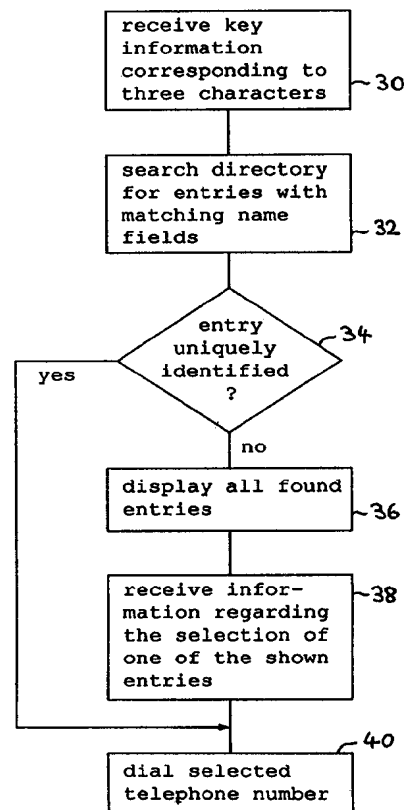 receive key
information
corresponding to
three characters
30
search directory
for entries with
matching name
fields
32
entry
uniquely
identified
?
34
yes
no
display all found
entries
36
receive infor-
mation regarding
the selection of
one of the shown
entries
38
40
dial selected
telephone number